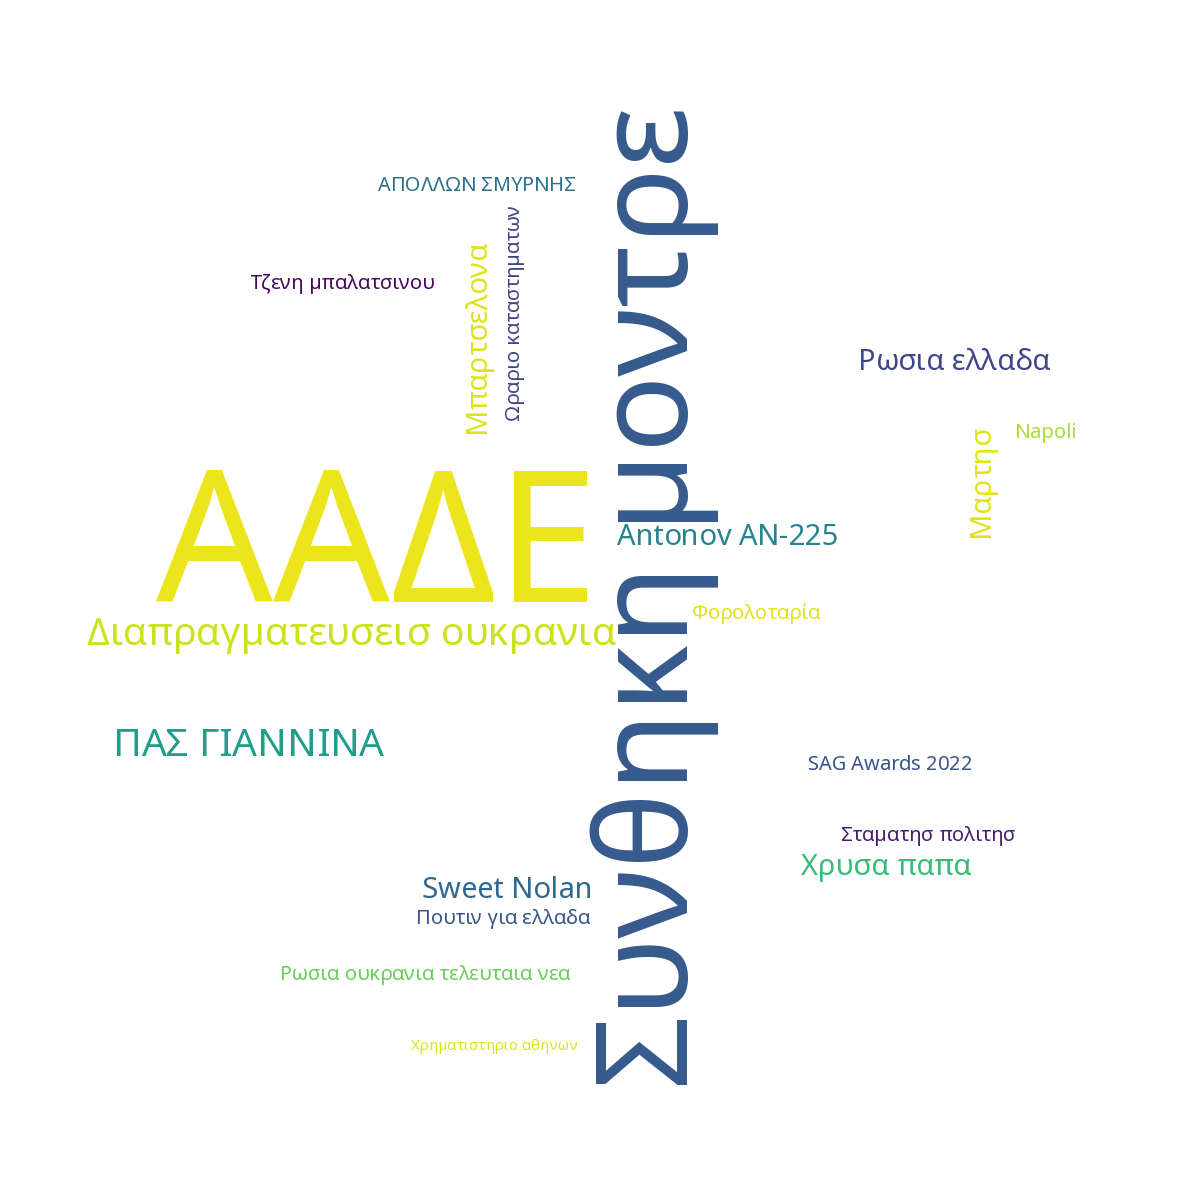 ΑΠΟΛΛΩΝ ΣΜΥΡΝΗΣ
Τζενη μπαλατσινου
Μπαρτσελονα
Ωραριο καταστηματων
Συνθηκη μοντρε
Ρωσια ελλαδα
Napoli
Μαρτησ
ΑΑΔΕ
Antonov AN-225
Φορολοταρία
Διαπραγματευσεισ ουκρανια
ΠΑΣ ΓΙΑΝΝΙΝΑ
SAG Awards 2022
Σταματησ πολιτησ
Χρυσα παπα
Sweet Nolan
Πουτιν για ελλαδα
Ρωσια ουκρανια τελευταια νεα
Χρηματιστηριο αθηνων